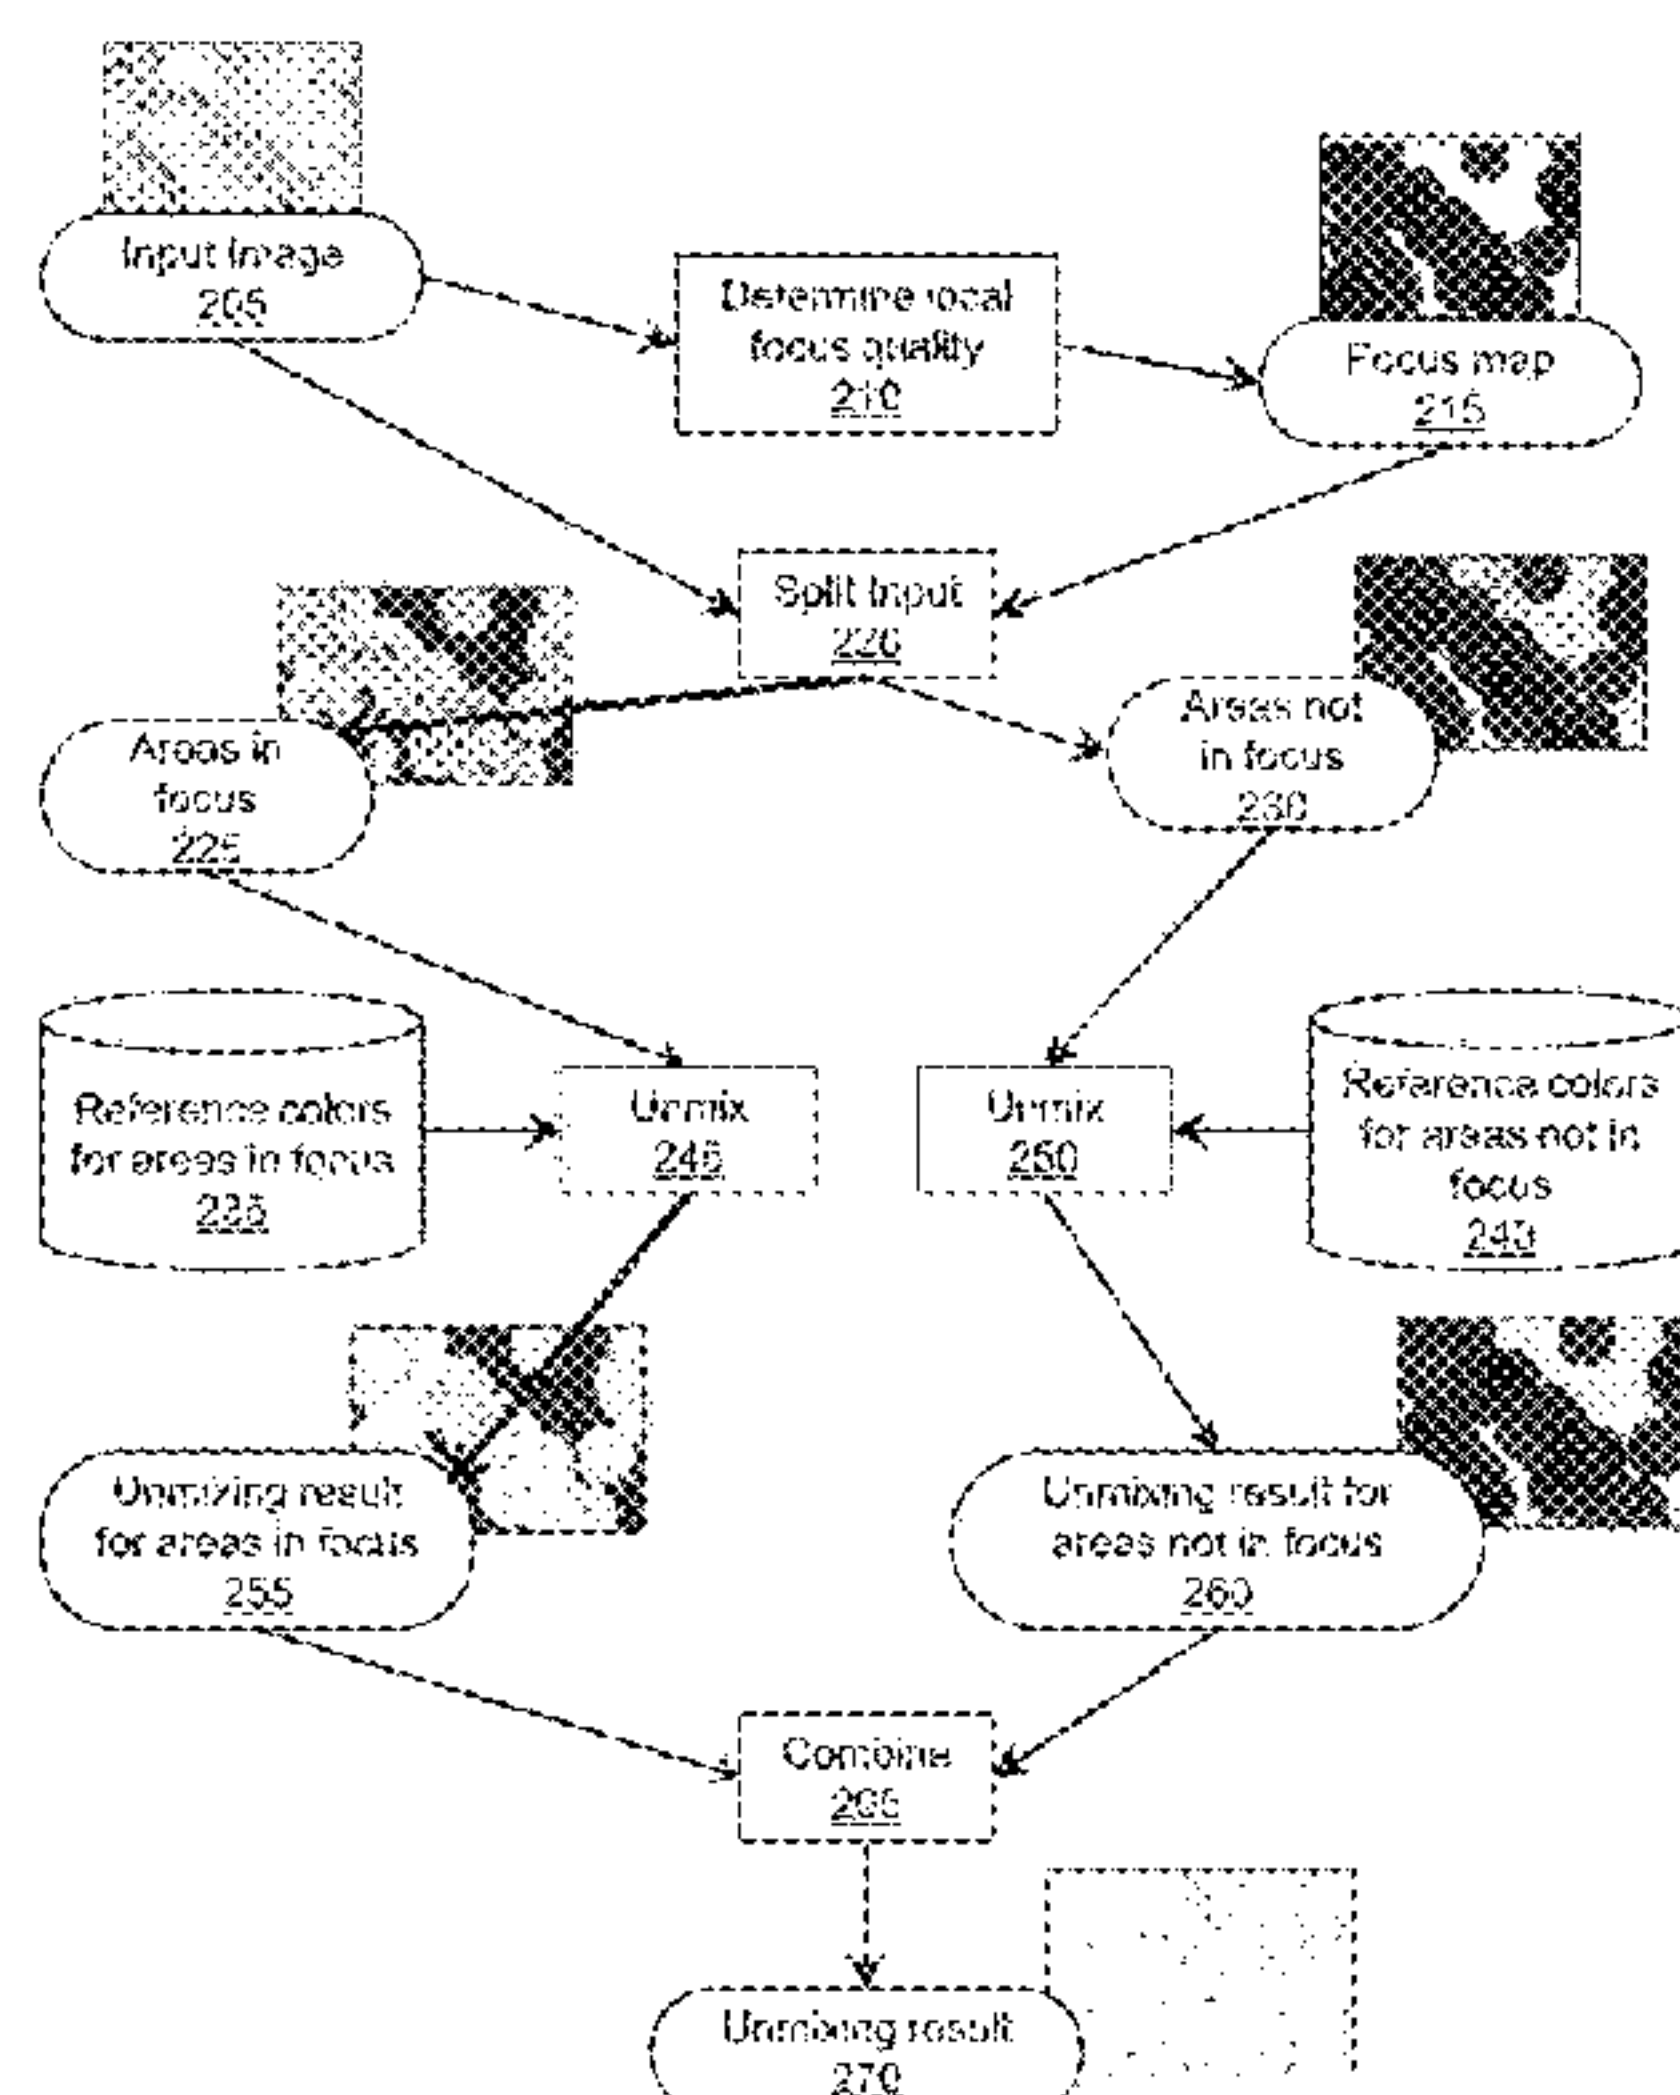 Input Image
205
Determine local
focus quality
210
Focus map
215
Split Input
220
Areas in
focus
225
Areas not
in focus
230
Reference colors
for areas in focus
235
Unmix
245
Unmix
250
Reference colors
for areas not in
focus
240
Unmixing result
for areas in focus
255
Unmixing result for
areas not in focus
260
Combine
265
Unmixing result
270